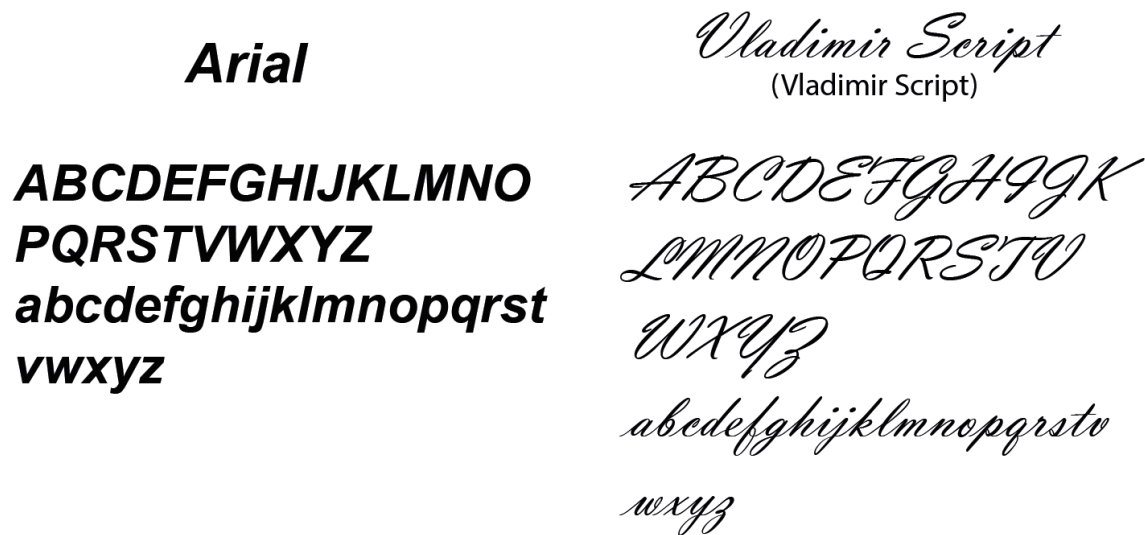 Arial
ABCDEFGHIJKLMNO
PQRSTVWXYZ
abcdefghijklmnopqrst
vwxyz
Vladimir Script
(Vladimir Script)
ABCDEFGHIJK
LMNOPQRSTV
WXYZ
abcdefghijklmnopqrstv
wxyz